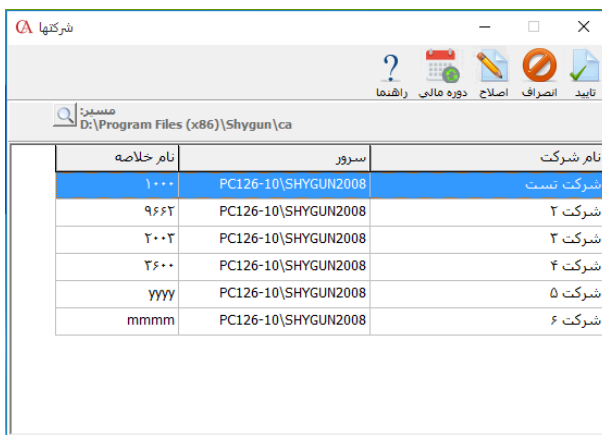 شرکتها CA
تایید انصراف اصلاح دوره مالی راهنما
مسیر:
D:\Program Files (x86)\Shygun\ca
نام شرکت سرور نام خلاصه
شرکت تست PC126-10\SHYGUN2008 ۱۰۰۰
شرکت ۲ PC126-10\SHYGUN2008 ۹۶۶۲
شرکت ۳ PC126-10\SHYGUN2008 ۲۰۰۳
شرکت ۴ PC126-10\SHYGUN2008 ۳۶۰۰
شرکت ۵ PC126-10\SHYGUN2008 yyyy
شرکت ۶ PC126-10\SHYGUN2008 mmmm